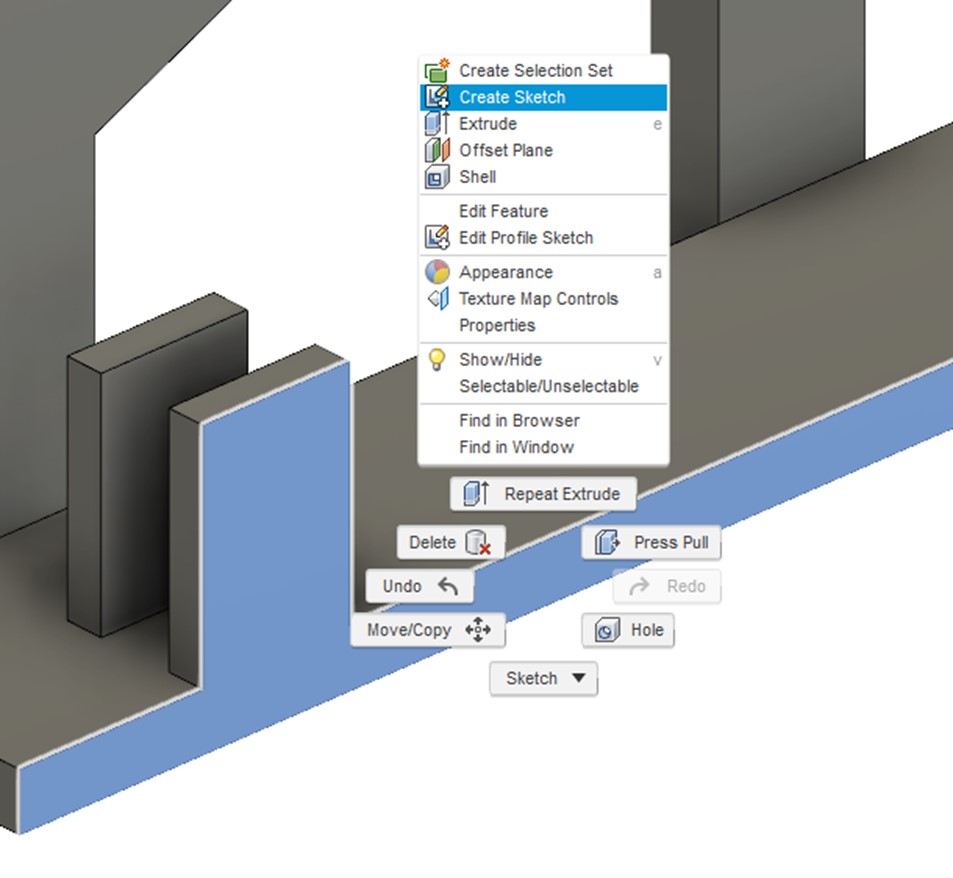 Create Selection Set
Create Sketch
Extrude e
Offset Plane
Shell
Edit Feature
Edit Profile Sketch
Appearance a
Texture Map Controls
Properties
Show/Hide v
Selectable/Unselectable
Find in Browser
Find in Window
Repeat Extrude
Delete Press Pull
Undo Redo
Move/Copy Hole
Sketch